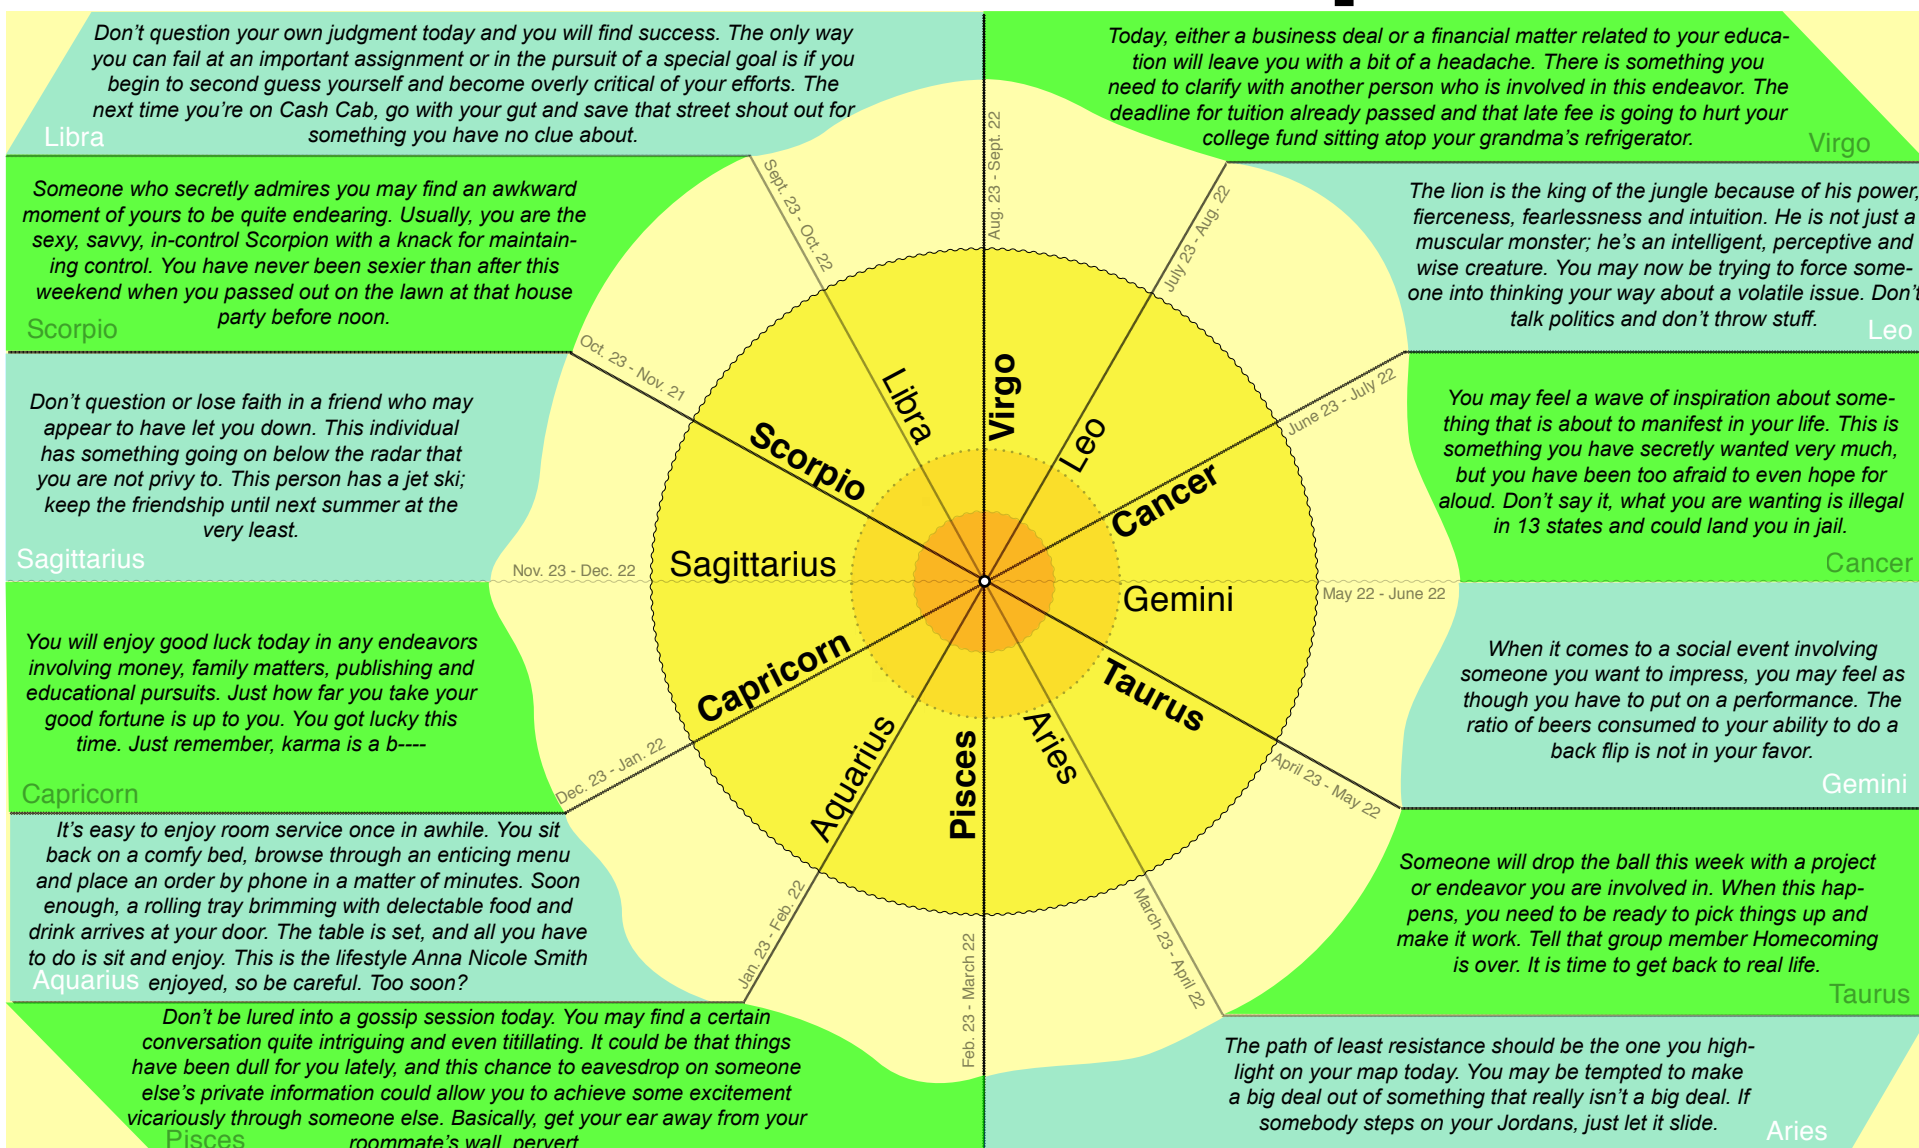 Don't question your own judgment today and you will find success. The only way
you can fail at an important assignment or in the pursuit of a special goal is if you
begin to second guess yourself and become overly critical of your efforts. The
next time you're on Cash Cab, go with your gut and save that street shout out for
something you have no clue about.
Libra
Today, either a business deal or a financial matter related to your educa-
tion will leave you with a bit of a headache. There is something you
need to clarify with another person who is involved in this endeavor. The
deadline for tuition already passed and that late fee is going to hurt your
college fund sitting atop your grandma's refrigerator.
Virgo
Someone who secretly admires you may find an awkward
moment of yours to be quite endearing. Usually, you are the
sexy, savvy, in-control Scorpion with a knack for maintain-
ing control. You have never been sexier than after this
weekend when you passed out on the lawn at that house
party before noon.
Scorpio
The lion is the king of the jungle because of his power,
fierceness, fearlessness and intuition. He is not just a
muscular monster; he's an intelligent, perceptive and
wise creature. You may now be trying to force some-
one into thinking your way about a volatile issue. Don't
talk politics and don't throw stuff.
Leo
Don't question or lose faith in a friend who may
appear to have let you down. This individual
has something going on below the radar that
you are not privy to. This person has a jet ski;
keep the friendship until next summer at the
very least.
Sagittarius
You may feel a wave of inspiration about some-
thing that is about to manifest in your life. This is
something you have secretly wanted very much,
but you have been too afraid to even hope for
aloud. Don't say it, what you are wanting is illegal
in 13 states and could land you in jail.
Cancer
Sept. 23 - Oct. 22
Aug. 23 - Sept. 22
July 23 - Aug. 22
Oct. 23 - Nov. 21
June 23 - July 22
Nov. 23 - Dec. 22
May 22 - June 22
Dec. 23 - Jan. 22
April 23 - May 22
Jan. 23 - Feb. 22
Feb. 23 - March 22
March 23 - April 22
Libra
Virgo
Leo
Scorpio
Cancer
Sagittarius
Gemini
Capricorn
Taurus
Aquarius
Pisces
Aries
You will enjoy good luck today in any endeavors
involving money, family matters, publishing and
educational pursuits. Just how far you take your
good fortune is up to you. You got lucky this
time. Just remember, karma is a b----
Capricorn
When it comes to a social event involving
someone you want to impress, you may feel as
though you have to put on a performance. The
ratio of beers consumed to your ability to do a
back flip is not in your favor.
Gemini
It's easy to enjoy room service once in awhile. You sit
back on a comfy bed, browse through an enticing menu
and place an order by phone in a matter of minutes. Soon
enough, a rolling tray brimming with delectable food and
drink arrives at your door. The table is set, and all you have
to do is sit and enjoy. This is the lifestyle Anna Nicole Smith
enjoyed, so be careful. Too soon?
Aquarius
Someone will drop the ball this week with a project
or endeavor you are involved in. When this hap-
pens, you need to be ready to pick things up and
make it work. Tell that group member Homecoming
is over. It is time to get back to real life.
Taurus
Don't be lured into a gossip session today. You may find a certain
conversation quite intriguing and even titillating. It could be that things
have been dull for you lately, and this chance to eavesdrop on someone
else's private information could allow you to achieve some excitement
vicariously through someone else. Basically, get your ear away from your
roommate's wall, pervert
Pisces
The path of least resistance should be the one you high-
light on your map today. You may be tempted to make
a big deal out of something that really isn't a big deal. If
somebody steps on your Jordans, just let it slide.
Aries